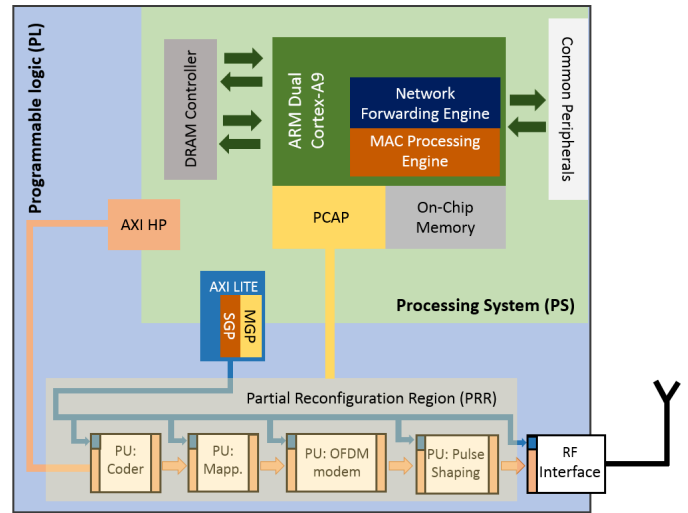 Programmable logic (PL)
DRAM Controller
ARM Dual
Cortex-A9
Network
Forwarding Engine
MAC Processing
Engine
Common Peripherals
AXI HP
PCAP
On-Chip
Memory
AXI LITE
SGP
MGP
Processing System (PS)
Partial Reconfiguration Region (PRR)
PU:
Coder
PU:
Mapp.
PU: OFDM
modem
PU: Pulse
Shaping
RF
Interface